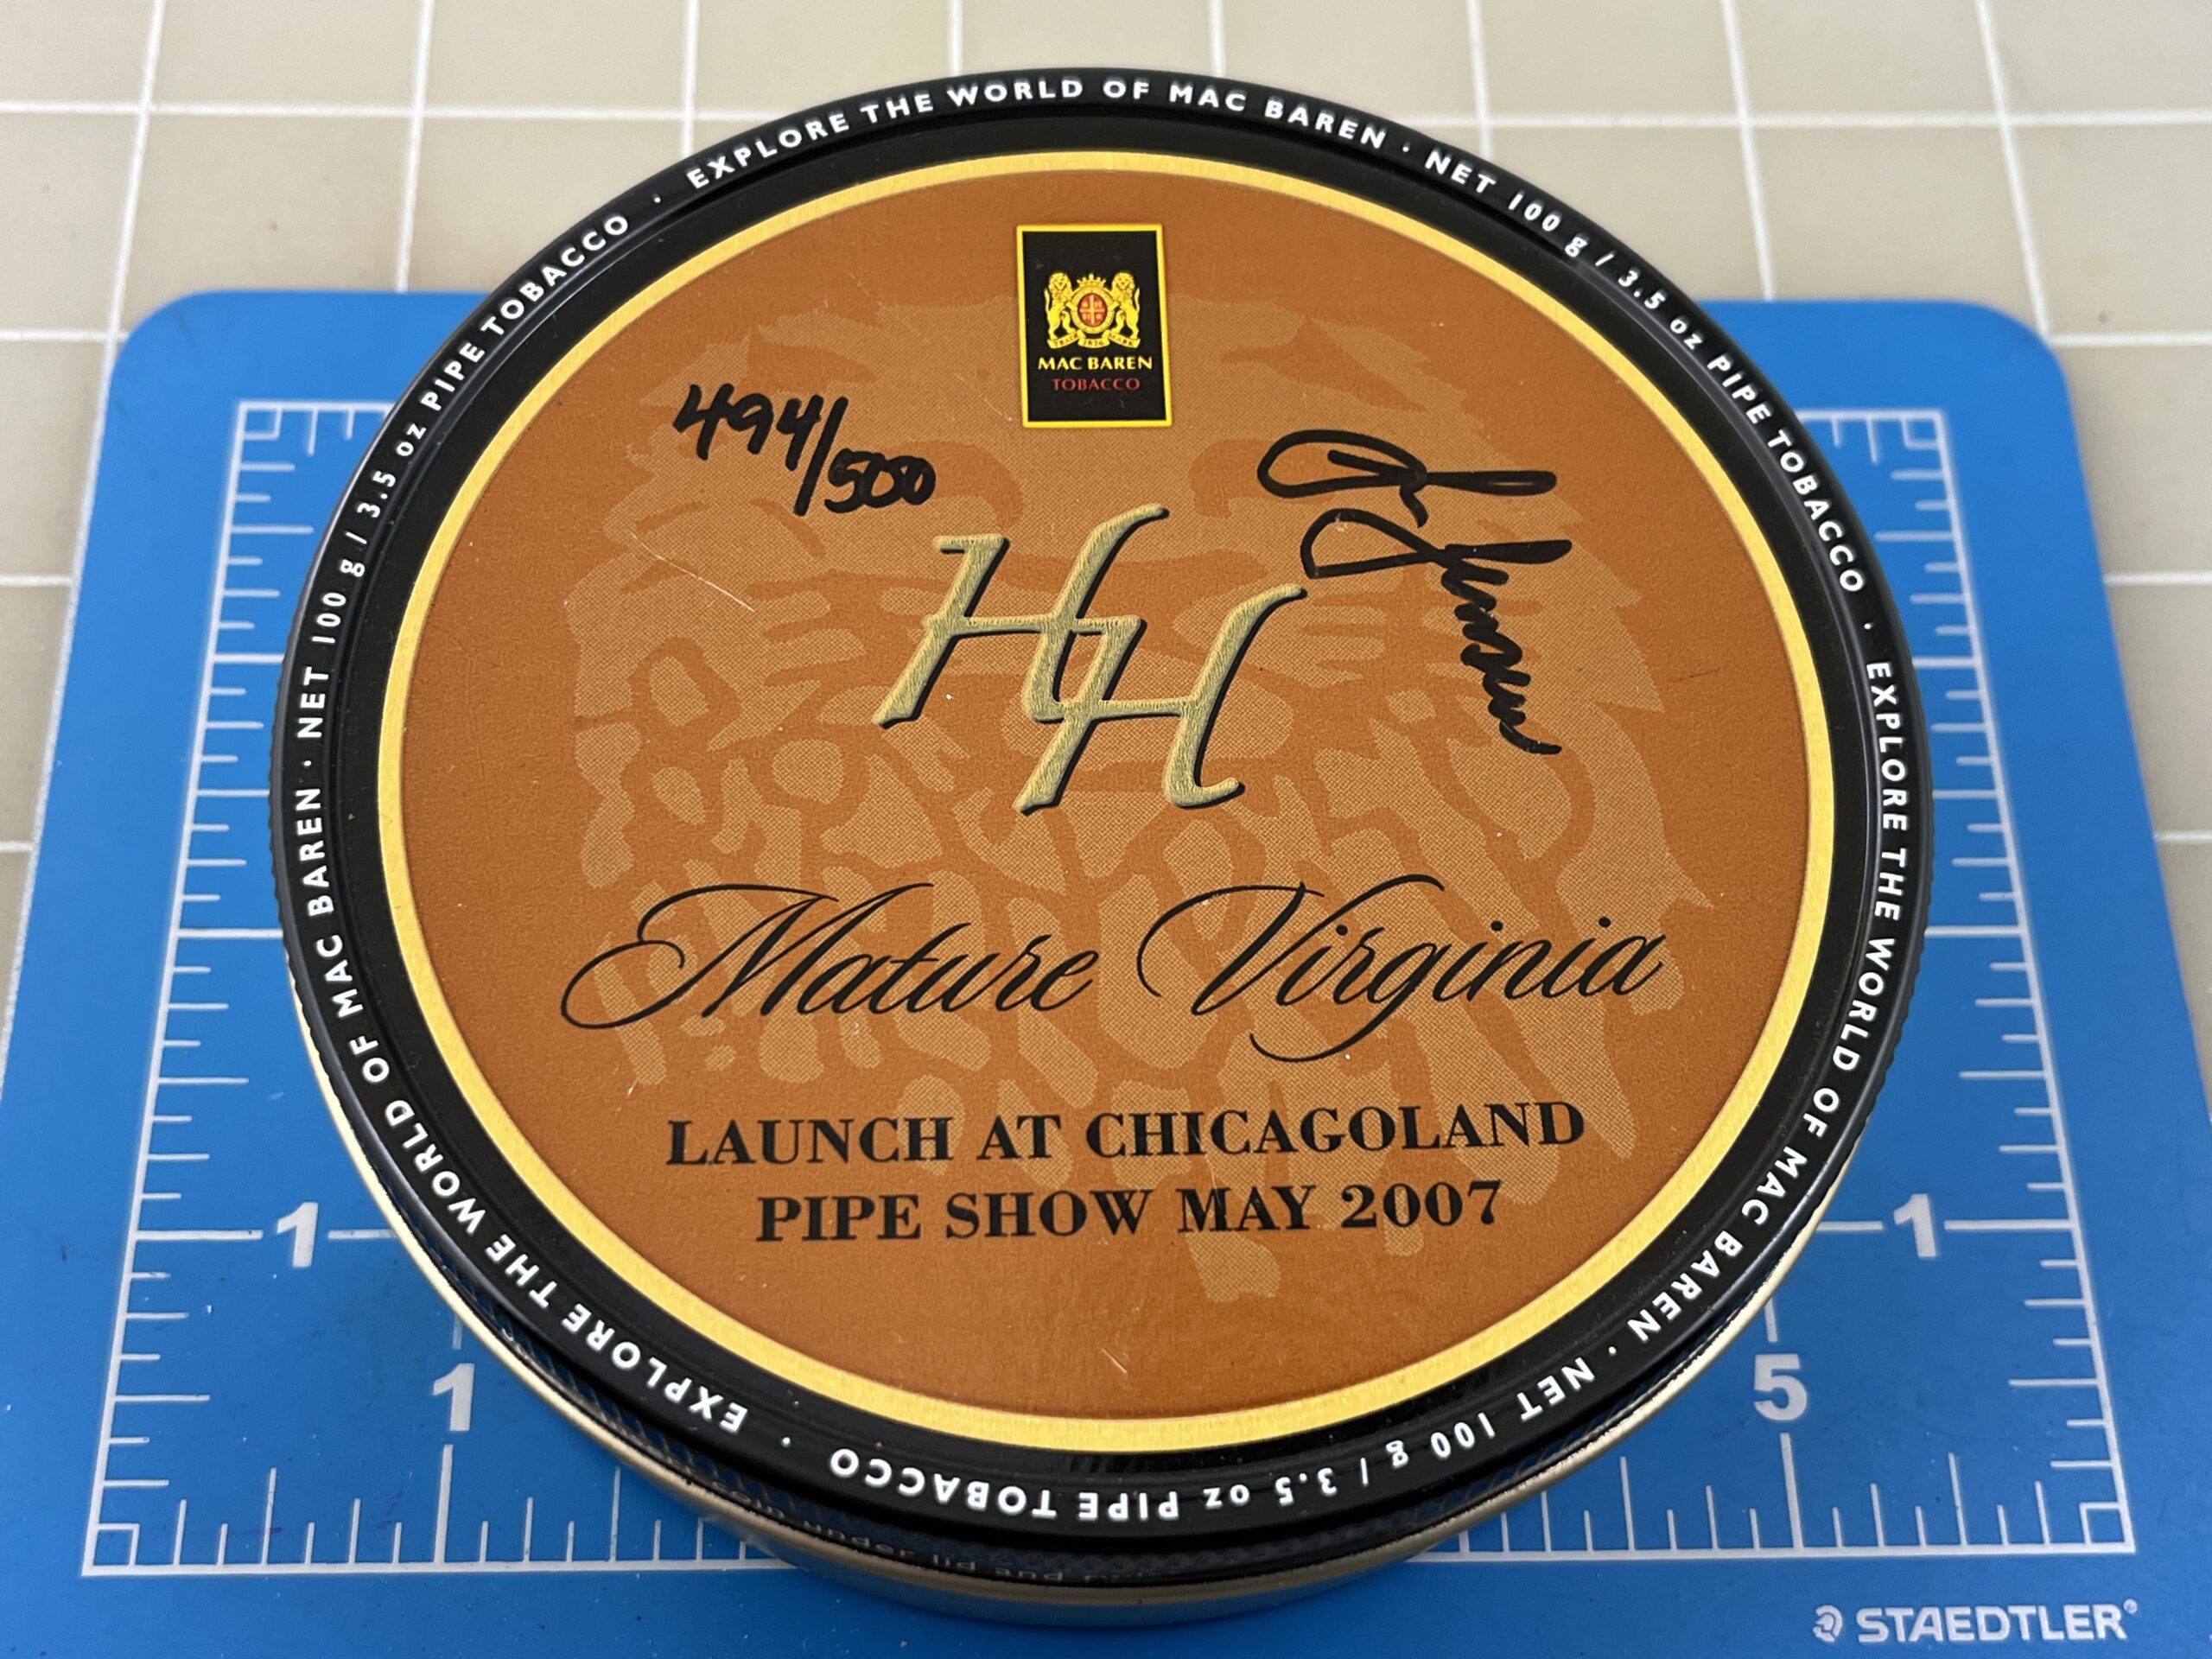 EXPLORE THE WORLD OF MAC BAREN · NET 100 g / 3.5 oz PIPE TOBACCO · EXPLORE THE WORLD OF MAC BAREN · NET 100 g / 3.5 oz PIPE TOBACCO · EXPLORE THE WORLD OF MAC BAREN · NET 100 g / 3.5 oz PIPE TOBACCO ·
TRADE 1826 MARK
MAC BAREN
TOBACCO
494/500
HH
Mature Virginia
LAUNCH AT CHICAGOLAND
PIPE SHOW MAY 2007
1
1
1
5
STAEDTLER®